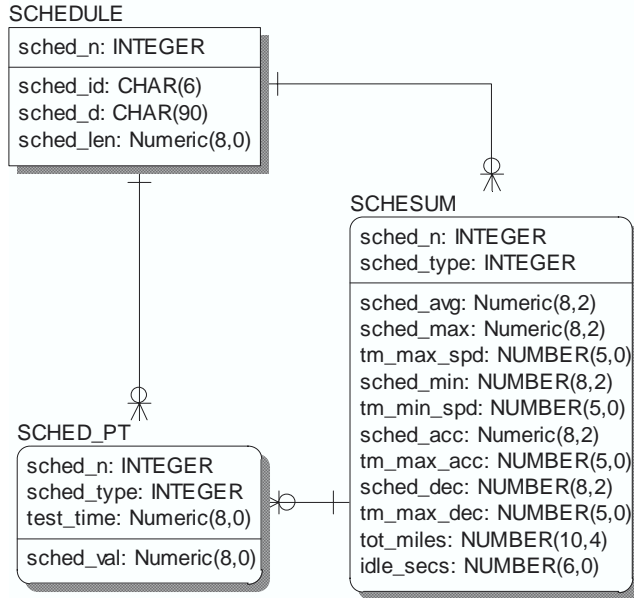 SCHEDULE
sched_n: INTEGER
sched_id: CHAR(6)
sched_d: CHAR(90)
sched_len: Numeric(8,0)
SCHESUM
sched_n: INTEGER
sched_type: INTEGER
sched_avg: Numeric(8,2)
sched_max: Numeric(8,2)
tm_max_spd: NUMBER(5,0)
sched_min: NUMBER(8,2)
tm_min_spd: NUMBER(5,0)
sched_acc: Numeric(8,2)
tm_max_acc: NUMBER(5,0)
sched_dec: NUMBER(8,2)
tm_max_dec: NUMBER(5,0)
tot_miles: NUMBER(10,4)
idle_secs: NUMBER(6,0)
SCHED_PT
sched_n: INTEGER
sched_type: INTEGER
test_time: Numeric(8,0)
sched_val: Numeric(8,0)